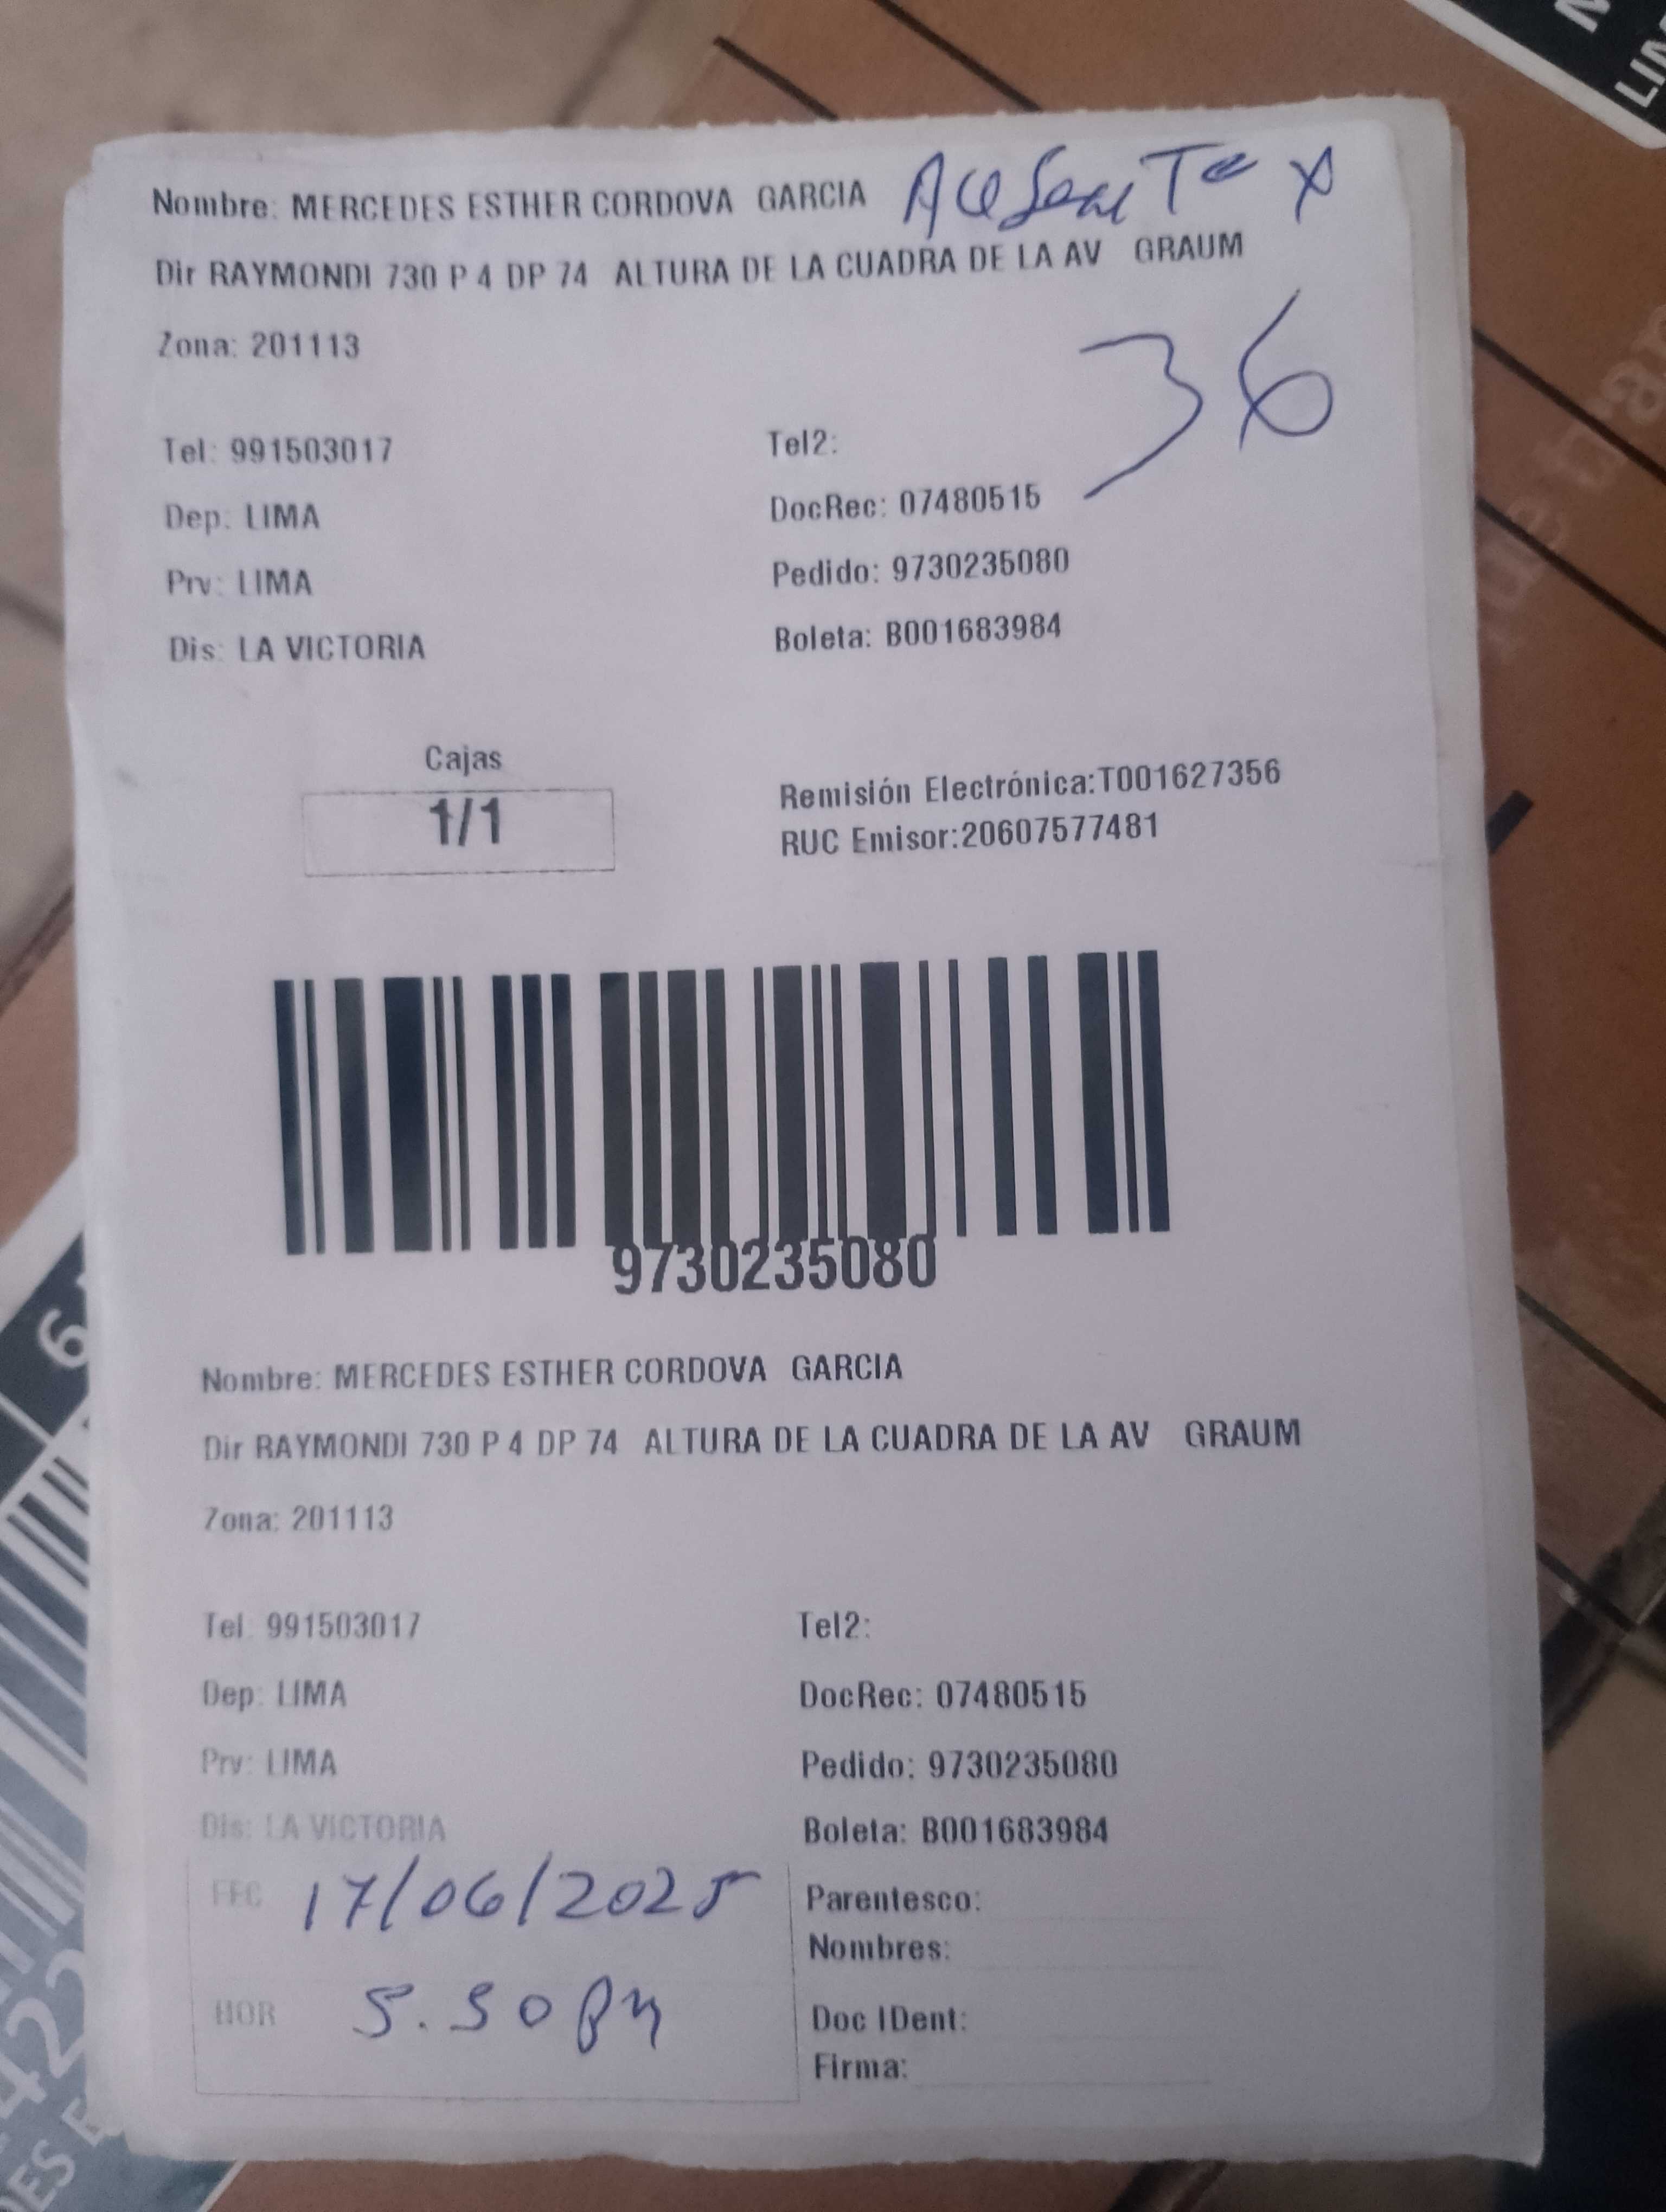 Nombre: MERCEDES ESTHER CORDOVA GARCIA
Dir RAYMONDI 730 P 4 DP 74 ALTURA DE LA CUADRA DE LA AV GRAUM
Zona: 201113
36
Tel: 991503017 Tel2:
Dep: LIMA DocRec: 07480515
Prv: LIMA Pedido: 9730235080
Dis: LA VICTORIA Boleta: B001683984
Cajas
1/1
Remisión Electrónica:T001627356
RUC Emisor:20607577481
9730235080
Nombre: MERCEDES ESTHER CORDOVA GARCIA
Dir RAYMONDI 730 P 4 DP 74 ALTURA DE LA CUADRA DE LA AV GRAUM
Zona: 201113
Tel: 991503017 Tel2:
Dep: LIMA DocRec: 07480515
Prv: LIMA Pedido: 9730235080
Dis: LA VICTORIA Boleta: B001683984
FEC 17/06/2025
Parentesco:
Nombres:
HOR 5.30 PM
Doc IDent:
Firma: